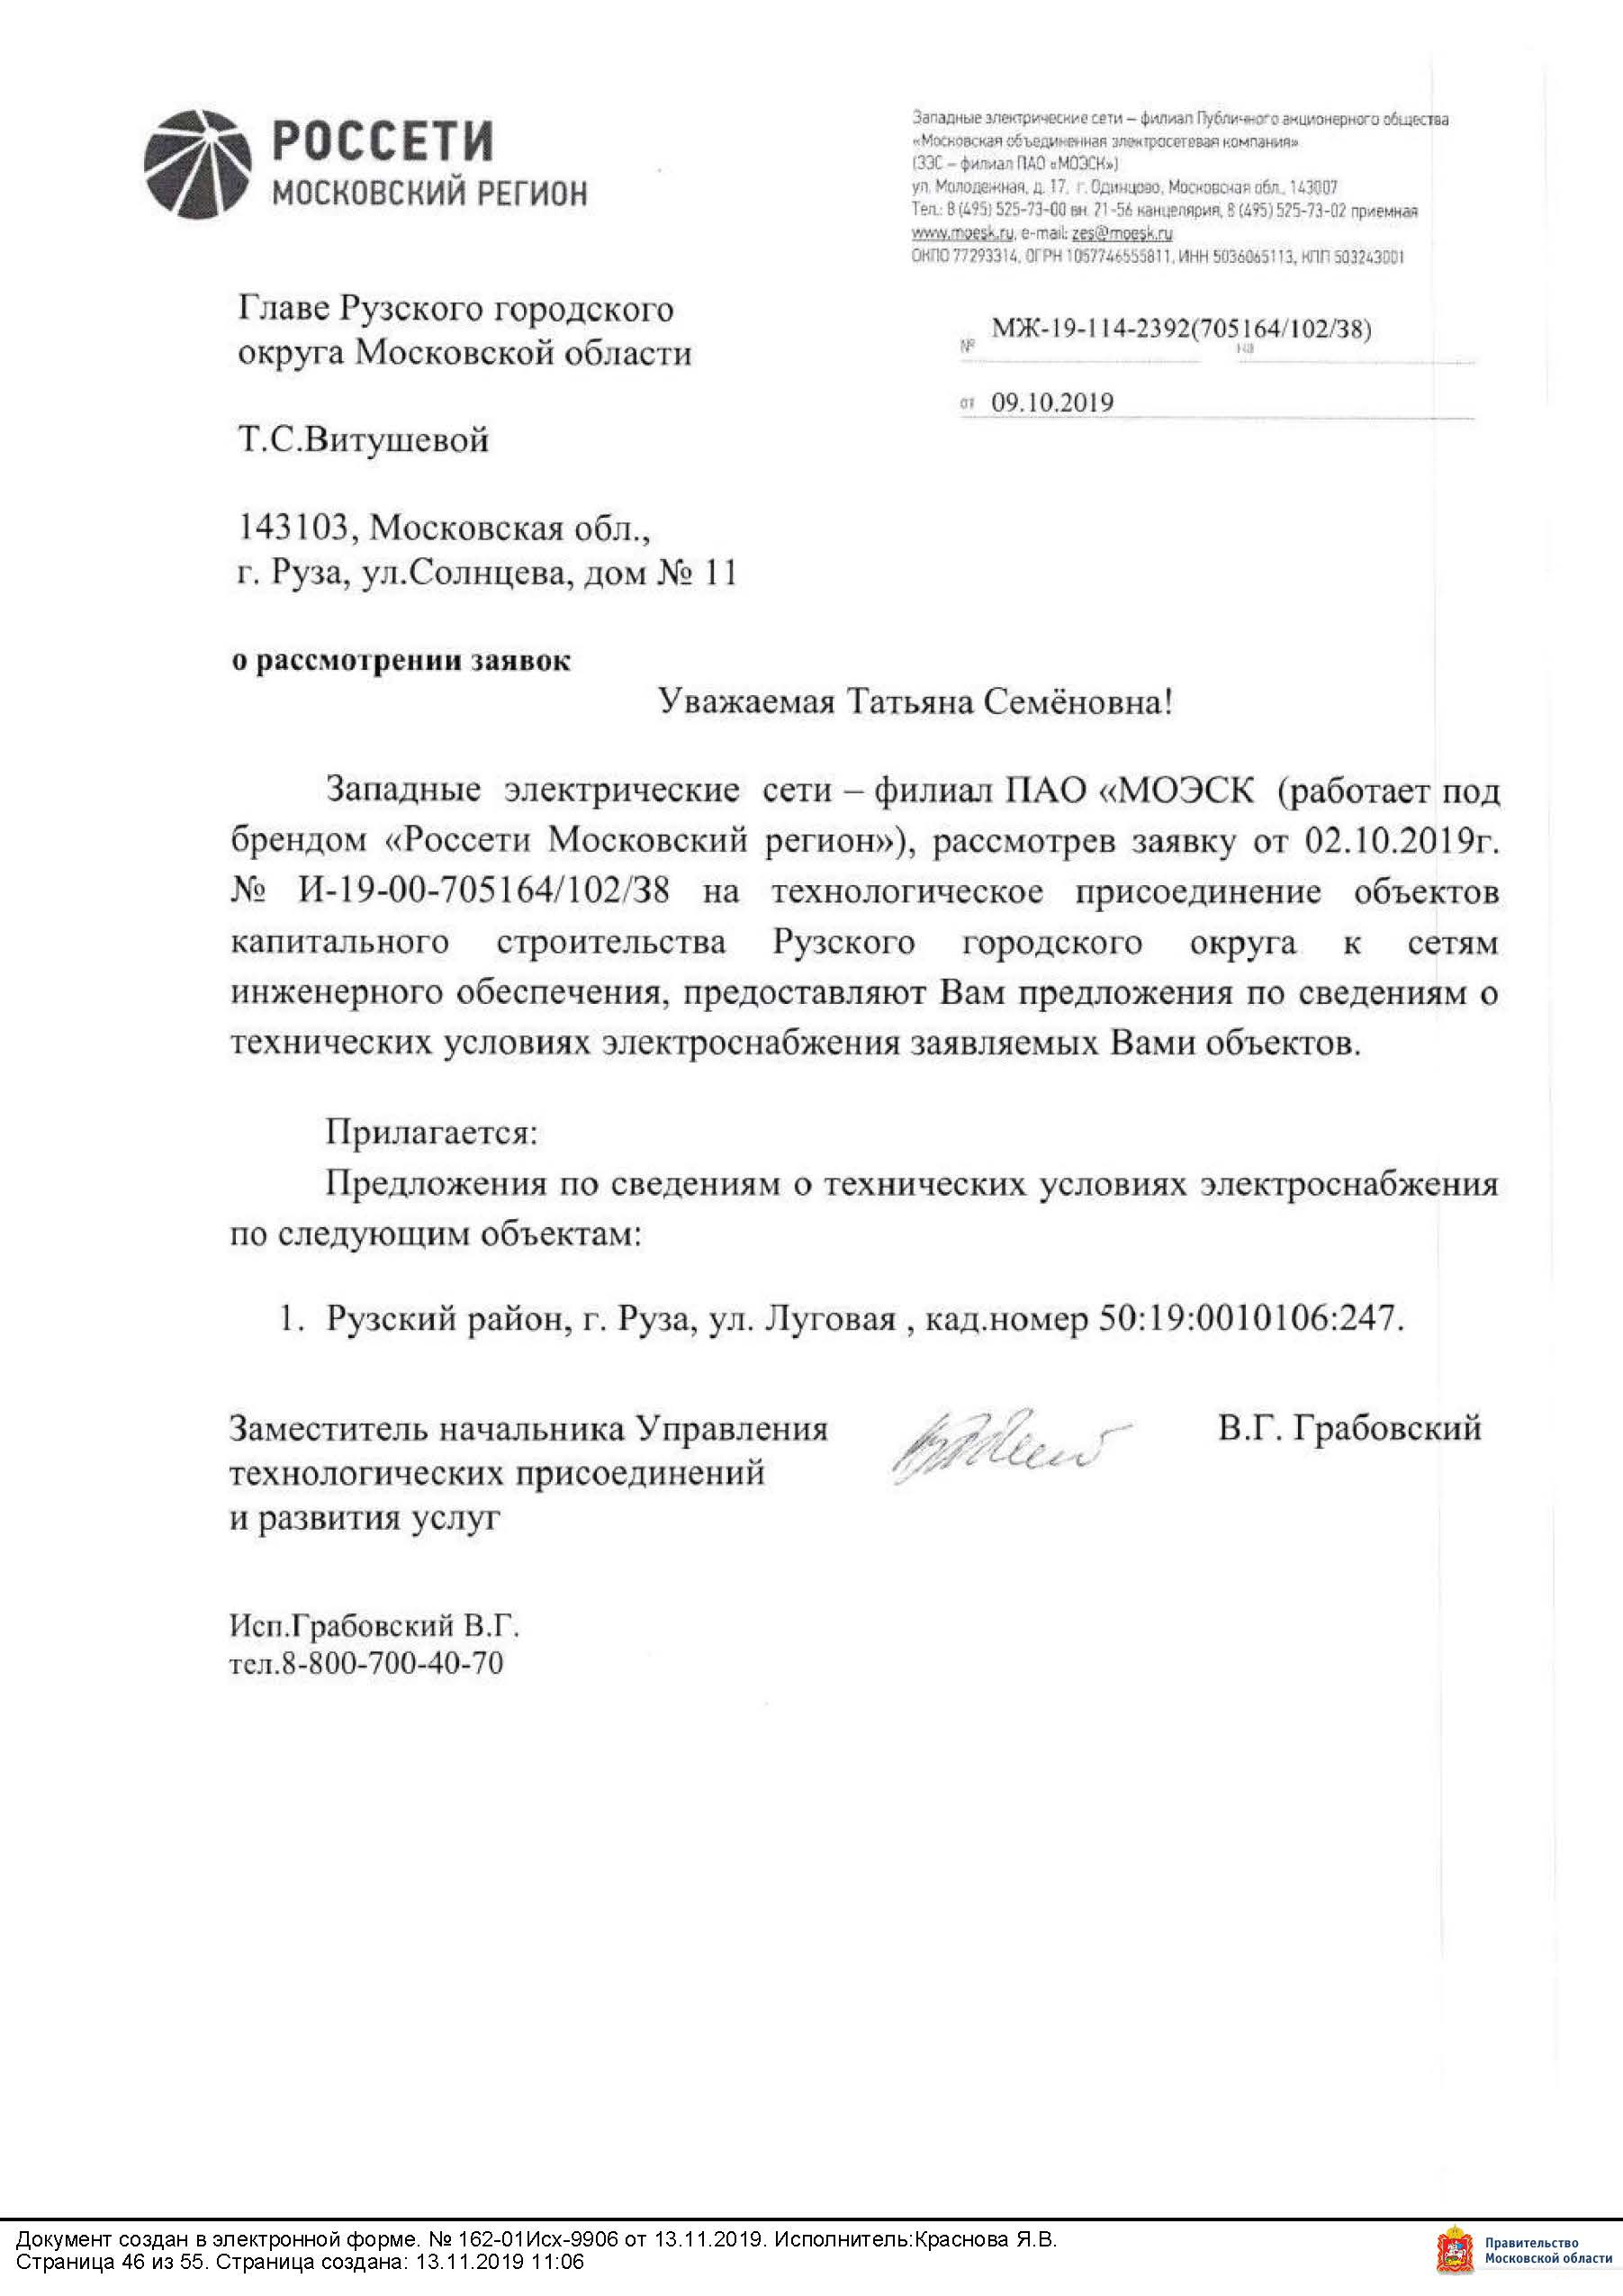 РОССЕТИ
МОСКОВСКИЙ РЕГИОН
Западные электрические сети – филиал Публичного акционерного общества
«Московская объединенная электросетевая компания»
(ЗЭС – филиал ПАО «МОЭСК»)
ул. Молодежная, д. 17, г. Одинцово, Московская обл., 143007
Тел.: 8 (495) 525-73-00 вн. 21-56 канцелярия, 8 (495) 525-73-02 приемная
www.moesk.ru, e-mail: zes@moesk.ru
ОКПО 77293314, ОГРН 1057746555811, ИНН 5036065113, КПП 503243001
Главе Рузского городского
округа Московской области
№ МЖ-19-114-2392(705164/102/38)
на
от 09.10.2019
Т.С.Витушевой
143103, Московская обл.,
г. Руза, ул.Солнцева, дом № 11
о рассмотрении заявок
Уважаемая Татьяна Семёновна!
Западные электрические сети – филиал ПАО «МОЭСК (работает под
брендом «Россети Московский регион»), рассмотрев заявку от 02.10.2019г.
№ И-19-00-705164/102/38 на технологическое присоединение объектов
капитального строительства Рузского городского округа к сетям
инженерного обеспечения, предоставляют Вам предложения по сведениям о
технических условиях электроснабжения заявляемых Вами объектов.
Прилагается:
Предложения по сведениям о технических условиях электроснабжения
по следующим объектам:
1. Рузский район, г. Руза, ул. Луговая , кад.номер 50:19:0010106:247.
Заместитель начальника Управления
технологических присоединений
и развития услуг
В.Г. Грабовский
Исп.Грабовский В.Г.
тел.8-800-700-40-70
Документ создан в электронной форме. № 162-01Исх-9906 от 13.11.2019. Исполнитель:Краснова Я.В.
Страница 46 из 55. Страница создана: 13.11.2019 11:06
Правительство
Московской области